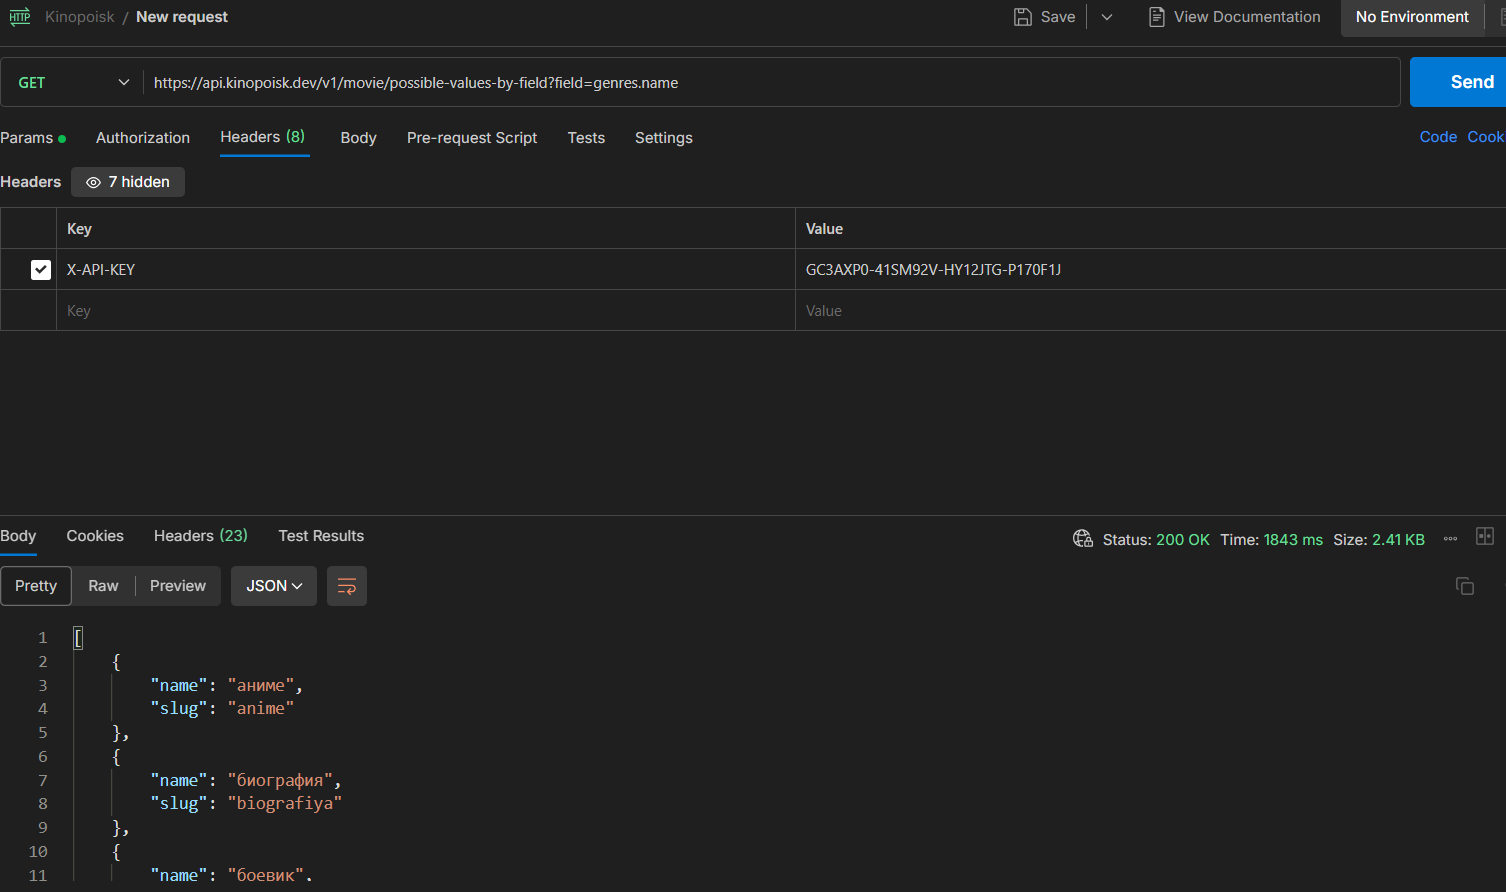 HTTP Kinopoisk / New request Save View Documentation No Environment
GET https://api.kinopoisk.dev/v1/movie/possible-values-by-field?field=genres.name Send
Params Authorization Headers (8) Body Pre-request Script Tests Settings Code Cook
Headers 7 hidden
Key Value
X-API-KEY GC3AXP0-41SM92V-HY12JTG-P170F1J
Key Value
Body Cookies Headers (23) Test Results Status: 200 OK Time: 1843 ms Size: 2.41 KB
Pretty Raw Preview JSON
1 [
2 {
3 "name": "аниме",
4 "slug": "anime"
5 },
6 {
7 "name": "биография",
8 "slug": "biografiya"
9 },
10 {
11 "name": "боевик",